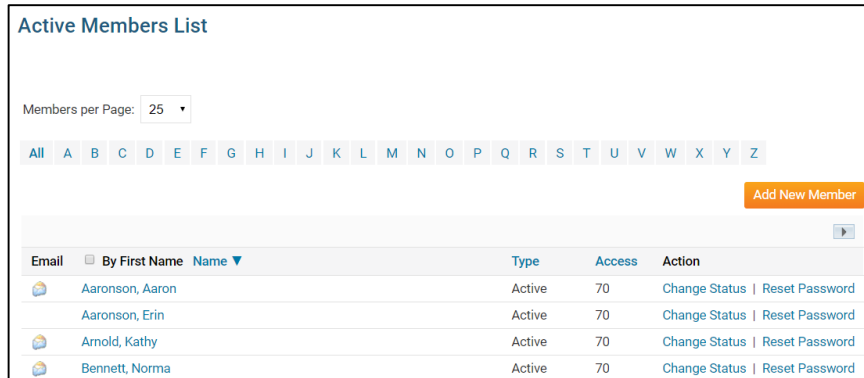 Active Members List
Members per Page: 25
All A B C D E F G H I J K L M N O P Q R S T U V W X Y Z
Add New Member
Email By First Name Name ▼ Type Access Action
Aaronson, Aaron Active 70 Change Status | Reset Password
Aaronson, Erin Active 70 Change Status | Reset Password
Arnold, Kathy Active 70 Change Status | Reset Password
Bennett, Norma Active 70 Change Status | Reset Password